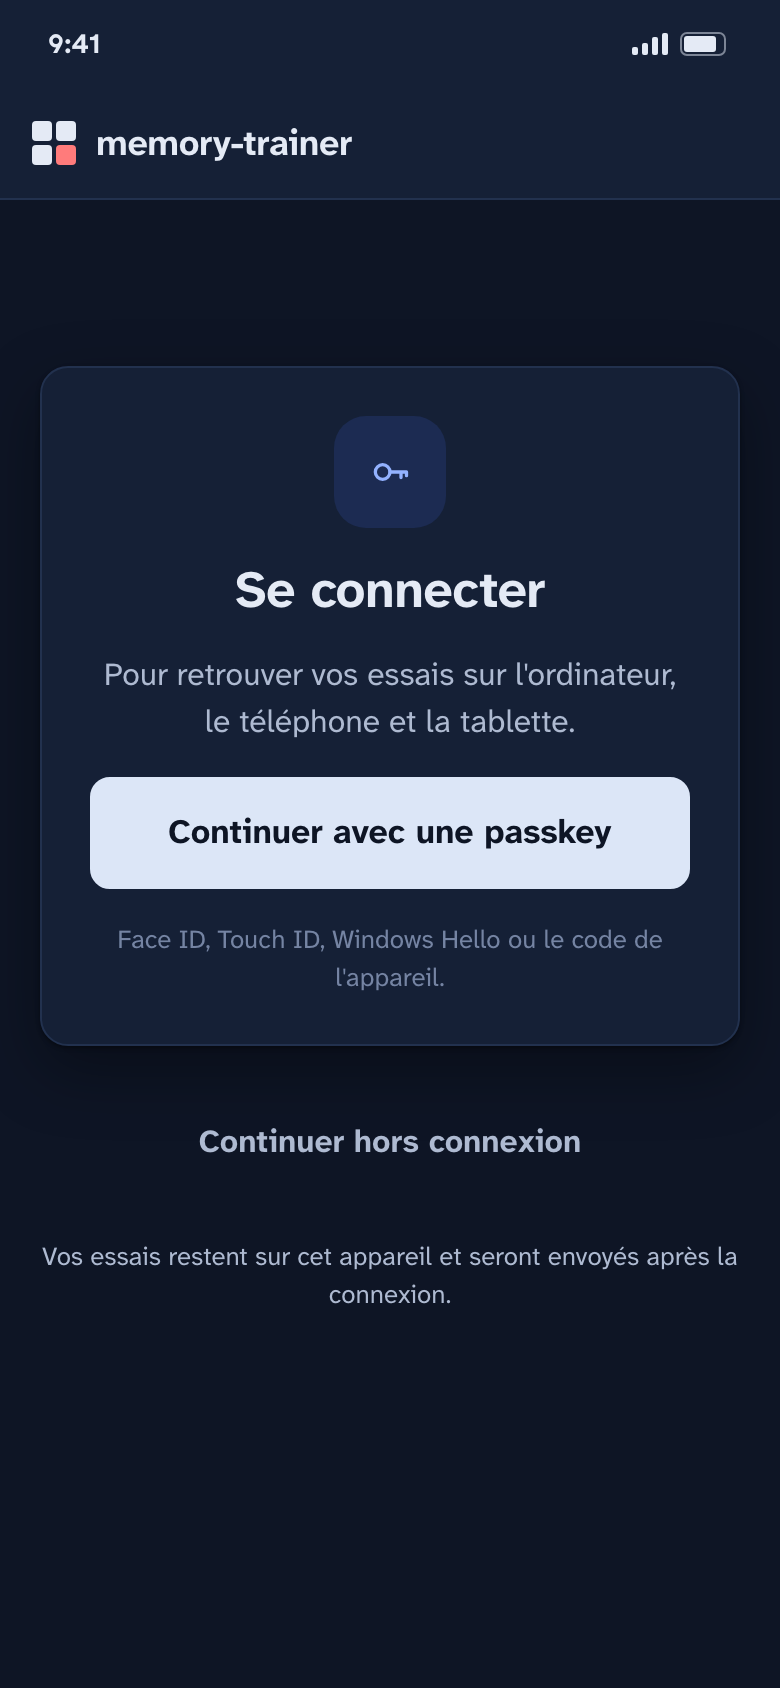 9:41
memory-trainer
Se connecter
Pour retrouver vos essais sur l'ordinateur,
le téléphone et la tablette.
Continuer avec une passkey
Face ID, Touch ID, Windows Hello ou le code de
l'appareil.
Continuer hors connexion
Vos essais restent sur cet appareil et seront envoyés après la
connexion.